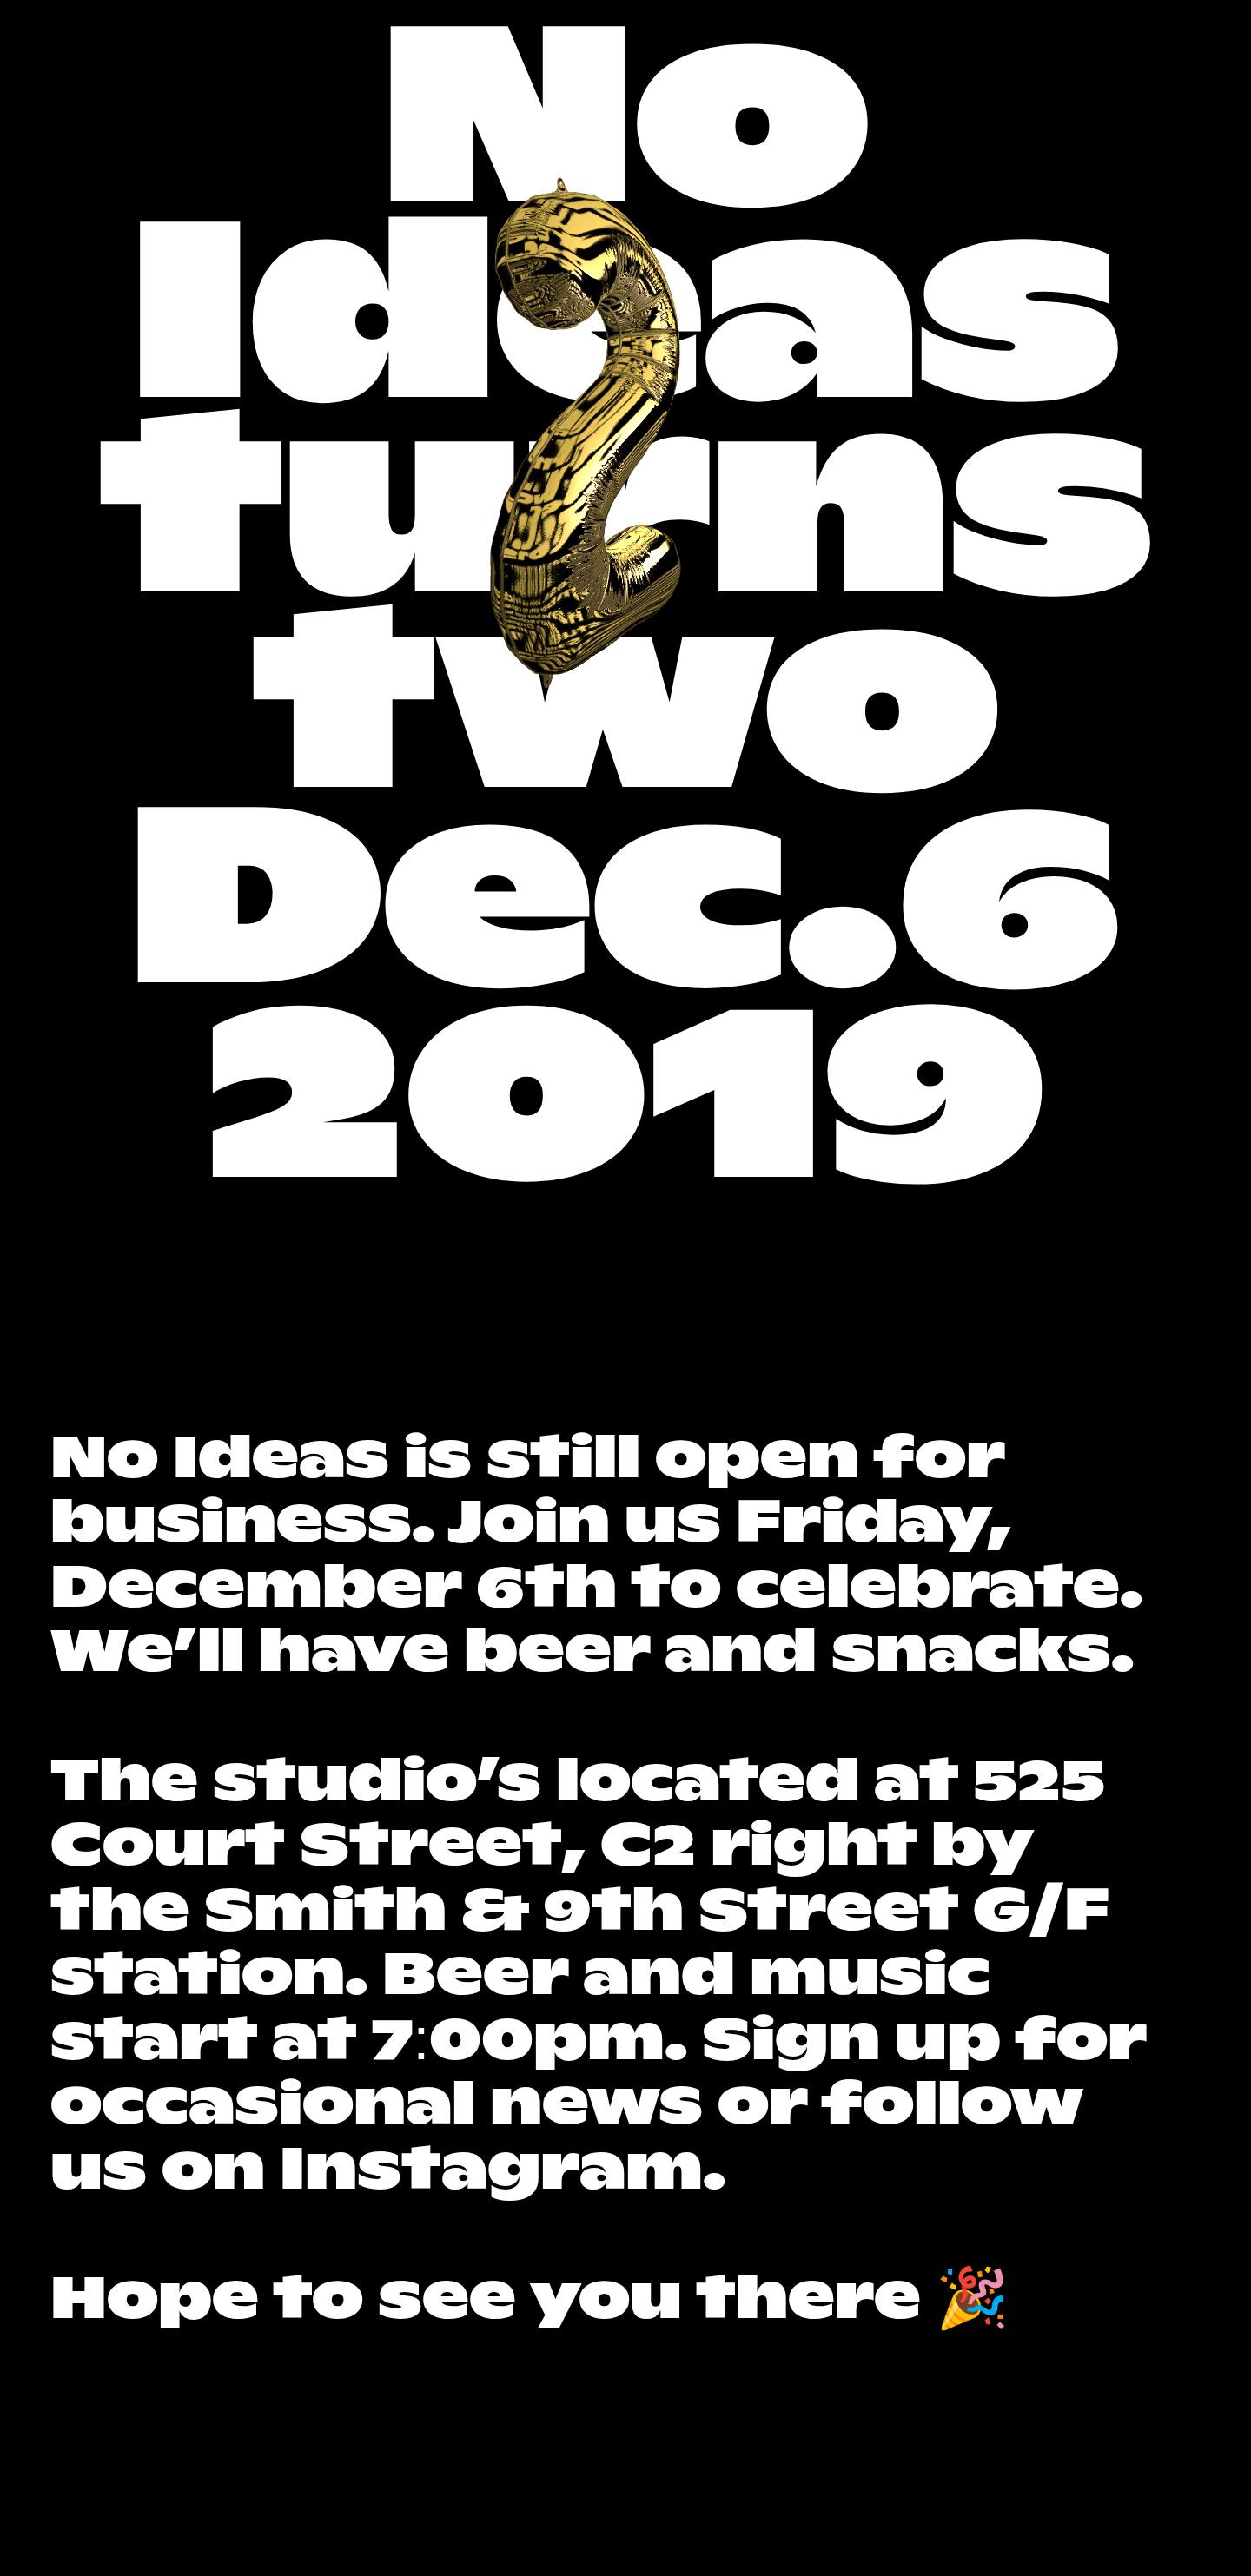 No
Ideas
turns
two
Dec.6
2019
No Ideas is still open for
business. Join us Friday,
December 6th to celebrate.
We’ll have beer and snacks.
The studio’s located at 525
Court Street, C2 right by
the Smith & 9th Street G/F
station. Beer and music
start at 7:00pm. Sign up for
occasional news or follow
us on Instagram.
Hope to see you there 🎉